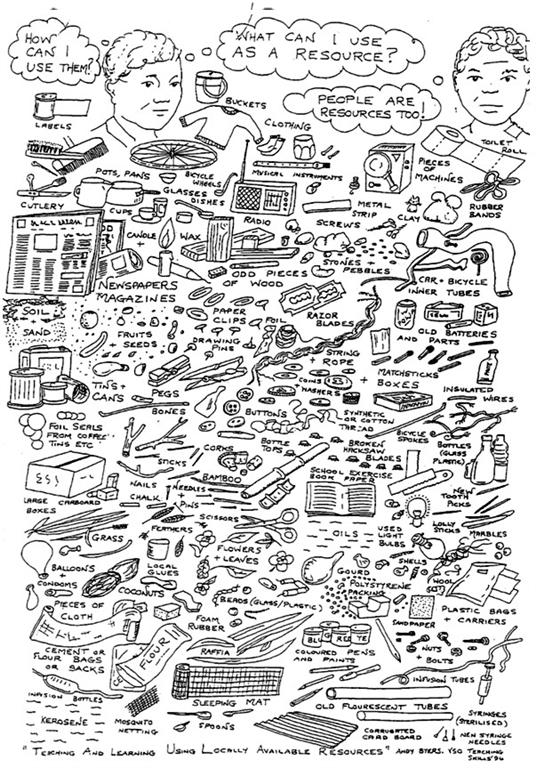 HOW
CAN I
USE THEM?
WHAT CAN I USE
AS A RESOURCE?
PEOPLE ARE
RESOURCES TOO!
BUCKETS
LABELS
CLOTHING
TOILET
ROLL
POTS, PANS
BICYCLE
WHEELS
MUSICAL INSTRUMENTS
PIECES
OF
MACHINES
CUTLERY
CUPS
GLASSES
DISHES
RADIO
METAL
STRIP
CLAY
RUBBER
BANDS
SCREWS
CANDLE
+
WAX
STONES +
PEBBLES
NEWSPAPERS
MAGAZINES
ODD PIECES
OF WOOD
CAR + BICYCLE
INNER TUBES
SOIL
SAND
FRUITS
SEEDS
PAPER
CLIPS
FOIL
RAZOR
BLADES
OLD BATTERIES
AND PARTS
DRAWING
PINS
STRING
+
ROPE
TINS +
CANS
PEGS
COINS +
WASHERS
MATCHSTICKS
+ BOXES
INSULATED
WIRES
BONES
BUTTONS
SYNTHETIC
OR COTTON
THREAD
FOIL SEALS
FROM COFFEE
TINS ETC
BICYCLE
SPOKES
BOTTLES
(GLASS
PLASTIC)
STICKS
CORKS
BOTTLE
TOPS
BROKEN
HACKSAW
BLADES
BAMBOO
SCHOOL EXERCISE
BOOK PAPER
LARGE CARDBOARD
BOXES
NAILS
CHALK
NEEDLES
+
PINS
NEW
TOOTH
PICKS
SCISSORS
FEATHERS
OILS
USED
LIGHT
BULBS
LOLLY
STICKS
MARBLES
GRASS
FLOWERS
+
LEAVES
SHELLS
BALLOONS
+
CONDOMS
LOCAL
GLUES
GOURD
WOOL
COCONUTS
POLYSTYRENE
PACKING
PLASTIC BAGS
+ CARRIERS
PIECES OF
CLOTH
BEADS (GLASS/PLASTIC)
SANDPAPER
FOAM
RUBBER
BLU
RED
YE
CEMENT OR
FLOUR BAGS
OR SACKS
FLOUR
RAFFIA
COLOURED PENS
AND PAINTS
NUTS
+
BOLTS
INFUSION TUBES
INFUSION BOTTLES
SLEEPING MAT
OLD FLOURESCENT TUBES
SYRINGES
(STERILISED)
KEROSENE
MOSQUITO
NETTING
SPOONS
CORRUGATED
CARD BOARD
NEW SYRINGE
NEEDLES
"TEACHING AND LEARNING USING LOCALLY AVAILABLE RESOURCES" ANDY BYERS. VSO TEACHING
SKILLS '96